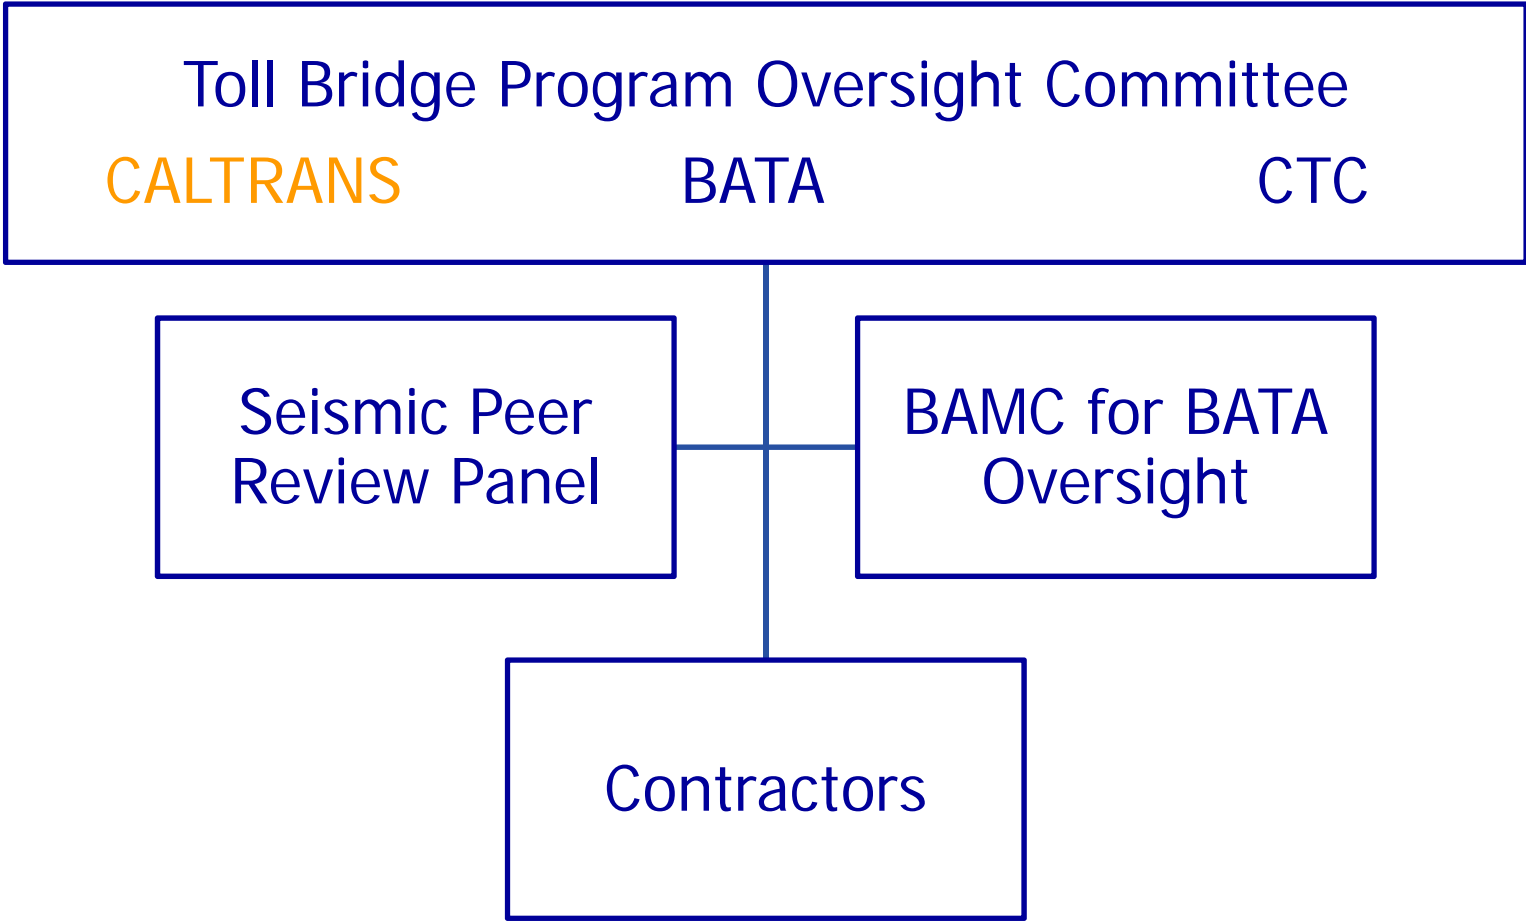 Toll Bridge Program Oversight Committee
CALTRANS BATA CTC
Seismic Peer
Review Panel
BAMC for BATA
Oversight
Contractors